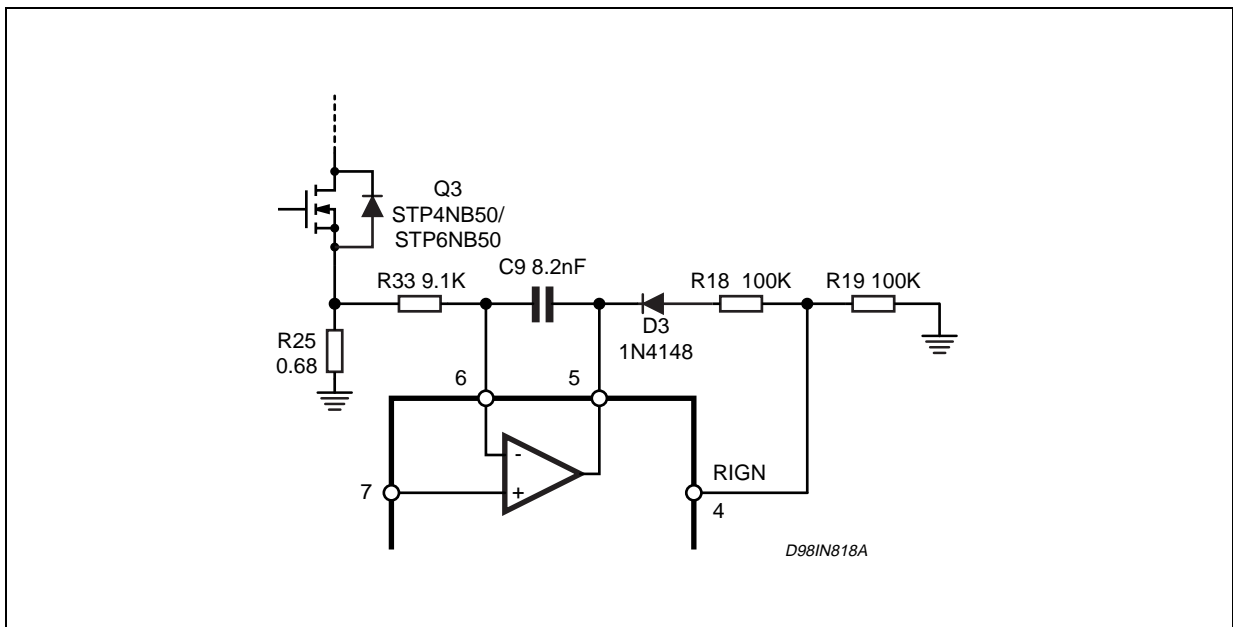 Q3
STP4NB50/
STP6NB50
R33 9.1K
C9 8.2nF
R18 100K
R19 100K
R25
0.68
D3
1N4148
6
5
-
+
7
RIGN
4
D98IN818A